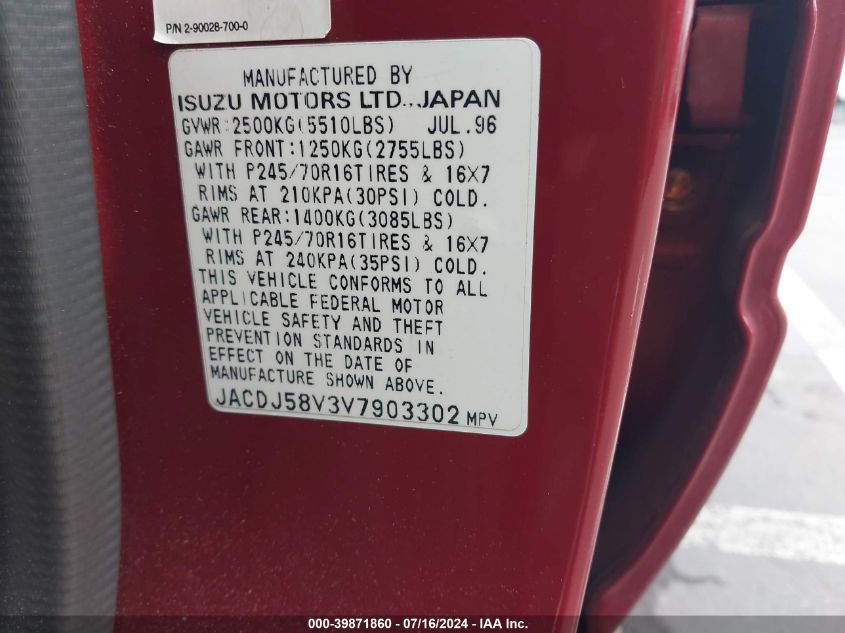 P/N 2-90028-700-0
MANUFACTURED BY
ISUZU MOTORS LTD., JAPAN
GVWR:2500KG(5510LBS) JUL.96
GAWR FRONT:1250KG(2755LBS)
WITH P245/70R16TIRES & 16X7
RIMS AT 210KPA(30PSI) COLD.
GAWR REAR:1400KG(3085LBS)
WITH P245/70R16TIRES & 16X7
RIMS AT 240KPA(35PSI) COLD.
THIS VEHICLE CONFORMS TO ALL
APPLICABLE FEDERAL MOTOR
VEHICLE SAFETY AND THEFT
PREVENTION STANDARDS IN
EFFECT ON THE DATE OF
MANUFACTURE SHOWN ABOVE.
JACDJ58V3V7903302 MPV
000-39871860 - 07/16/2024 - IAA Inc.